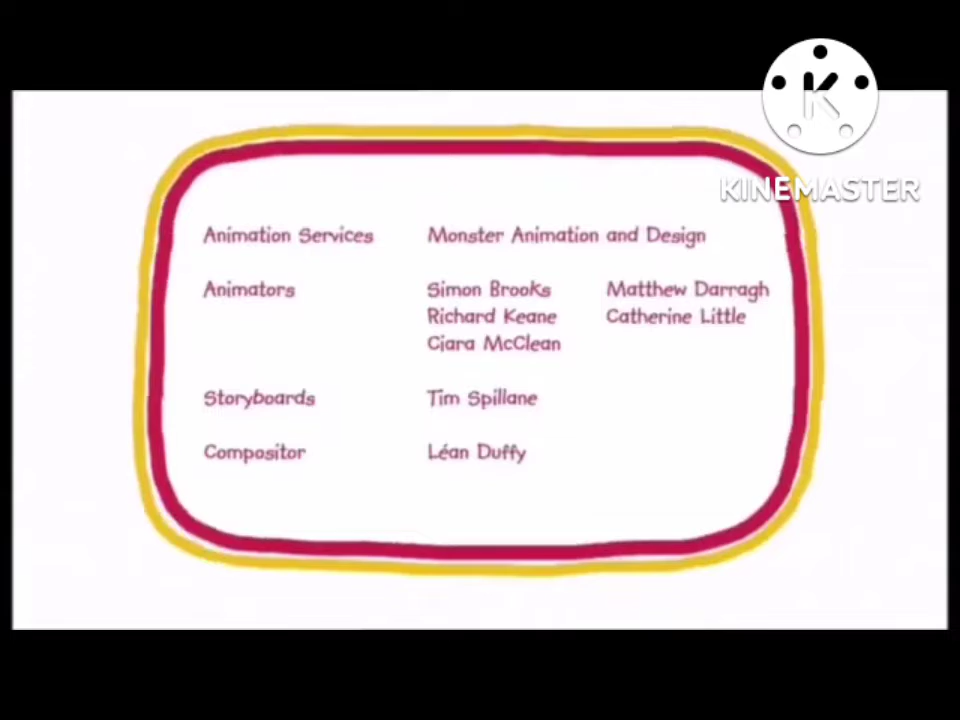 KINEMASTER
Animation Services Monster Animation and Design
Animators Simon Brooks Matthew Darragh
Richard Keane Catherine Little
Ciara McClean
Storyboards Tim Spillane
Compositor Léan Duffy